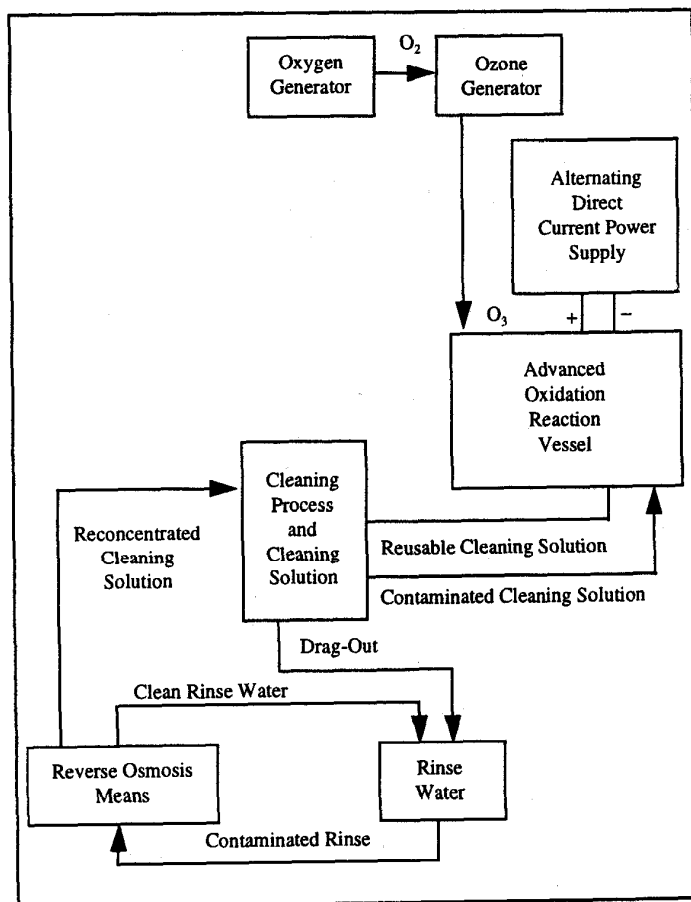 O₂
Oxygen
Generator
Ozone
Generator
Alternating
Direct
Current Power
Supply
O₃
+
−
Advanced
Oxidation
Reaction
Vessel
Cleaning
Process
and
Cleaning
Solution
Reconcentrated
Cleaning
Solution
Reusable Cleaning Solution
Contaminated Cleaning Solution
Drag-Out
Clean Rinse Water
Reverse Osmosis
Means
Rinse
Water
Contaminated Rinse